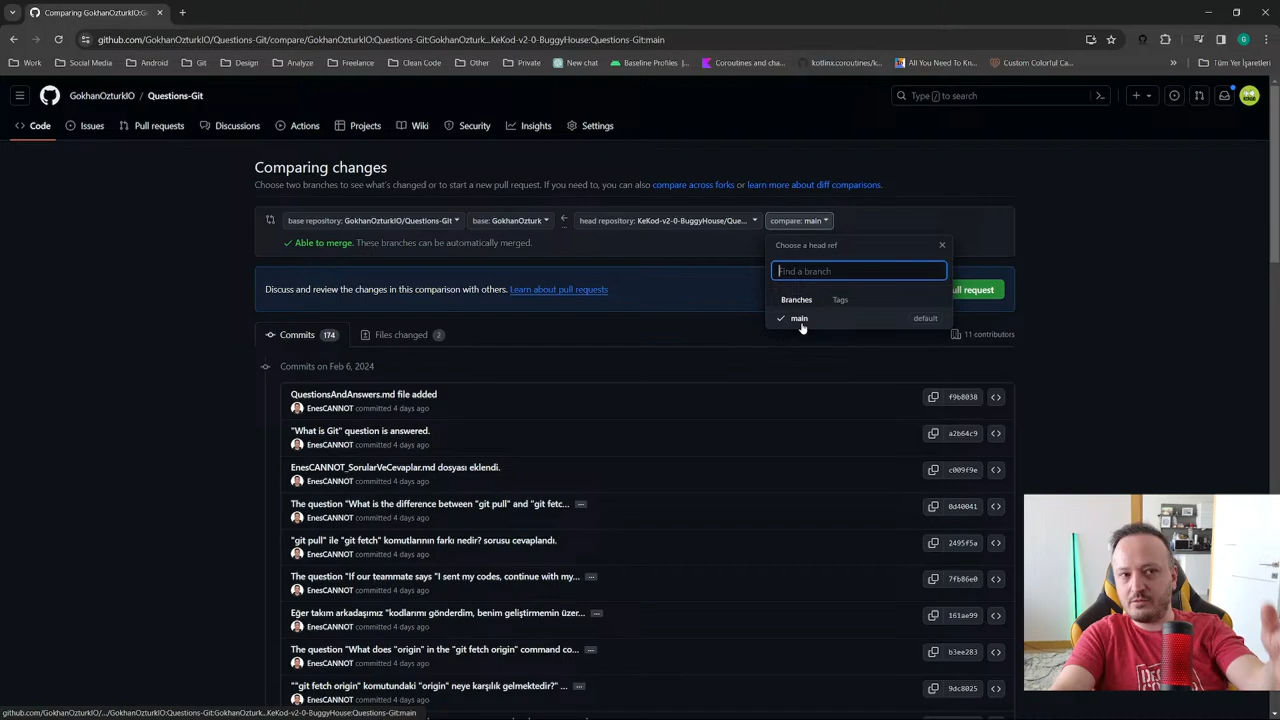 Comparing GokhanOzturkIO:
github.com/GokhanOzturkIO/Questions-Git/compare/GokhanOzturkIO:Questions-Git:GokhanOzturk...KeKod-v2-0-BuggyHouse:Questions-Git:main
Work Social Media Android Git Design Analyze Freelance Clean Code Other Private New chat Baseline Profiles | Coroutines and cha... kotlinx.coroutines/k... All You Need To Kn... Custom Colorful Ca... » Tüm Yer İşaretleri
GokhanOzturkIO / Questions-Git Type / to search
Code Issues Pull requests Discussions Actions Projects Wiki Security Insights Settings
Comparing changes
Choose two branches to see what's changed or to start a new pull request. If you need to, you can also compare across forks or learn more about diff comparisons.
base repository: GokhanOzturkIO/Questions-Git base: GokhanOzturk ... head repository: KeKod-v2-0-BuggyHouse/Que... compare: main
Able to merge. These branches can be automatically merged.
Choose a head ref
Find a branch
Discuss and review the changes in this comparison with others. Learn about pull requests ull request
Branches Tags
main default
Commits 174 Files changed 2 11 contributors
Commits on Feb 6, 2024
QuestionsAndAnswers.md file added
EnesCANNOT committed 4 days ago f9b8038
"What is Git" question is answered.
EnesCANNOT committed 4 days ago a2b64c9
EnesCANNOT_SorularVeCevaplar.md dosyası eklendi.
EnesCANNOT committed 4 days ago c009f9e
The question "What is the difference between "git pull" and "git fetc... ...
EnesCANNOT committed 4 days ago 0d40041
"git pull" ile "git fetch" komutlarının farkı nedir? sorusu cevaplandı.
EnesCANNOT committed 4 days ago 2495f5a
The question "If our teammate says "I sent my codes, continue with my... ...
EnesCANNOT committed 4 days ago 7fb86e0
Eğer takım arkadaşımız "kodlarımı gönderdim, benim geliştirmemin üzer... ...
EnesCANNOT committed 4 days ago 161ae99
The question "What does "origin" in the "git fetch origin" command co... ...
EnesCANNOT committed 4 days ago b3ee283
""git fetch origin" komutundaki "origin" neye karşılık gelmektedir?" ... ...
EnesCANNOT committed 4 days ago 9dc8025
https://github.com/GokhanOzturkIO/.../GokhanOzturkIO:Questions-Git:GokhanOzturk...KeKod-v2-0-BuggyHouse:Questions-Git:main